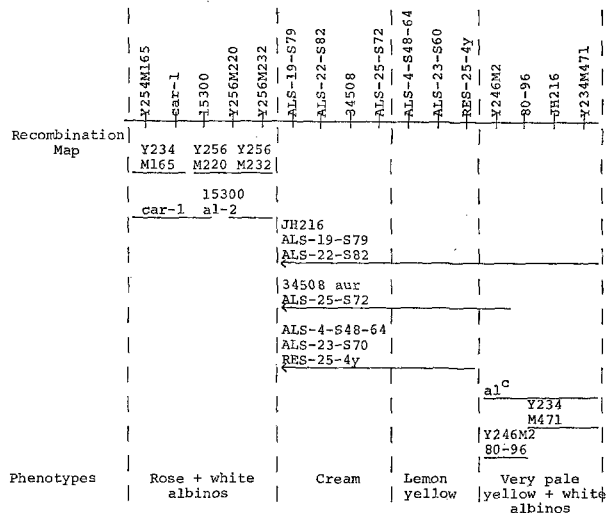 Y254M165
car-1
15300
Y256M220
Y256M232
ALS-19-S79
ALS-22-S82
34508
ALS-25-S72
ALS-4-S48-64
ALS-23-S60
RES-25-4y
Y246M2
80-96
JH216
Y234M471
Recombination
Map
Y234 Y256 Y256
M165 M220 M232
15300
car-1 al-2
JH216
ALS-19-S79
ALS-22-S82
34508 aur
ALS-25-S72
ALS-4-S48-64
ALS-23-S70
RES-25-4y
al^c
Y234
M471
Y246M2
80-96
Phenotypes
Rose + white
albinos
Cream
Lemon
yellow
Very pale
yellow + white
albinos